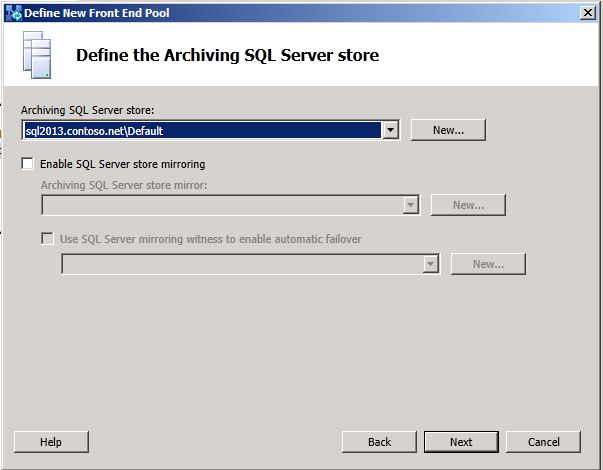 Define New Front End Pool
Define the Archiving SQL Server store
Archiving SQL Server store:
sql2013.contoso.net\Default
New...
Enable SQL Server store mirroring
Archiving SQL Server store mirror:
New...
Use SQL Server mirroring witness to enable automatic failover
New...
Help
Back
Next
Cancel